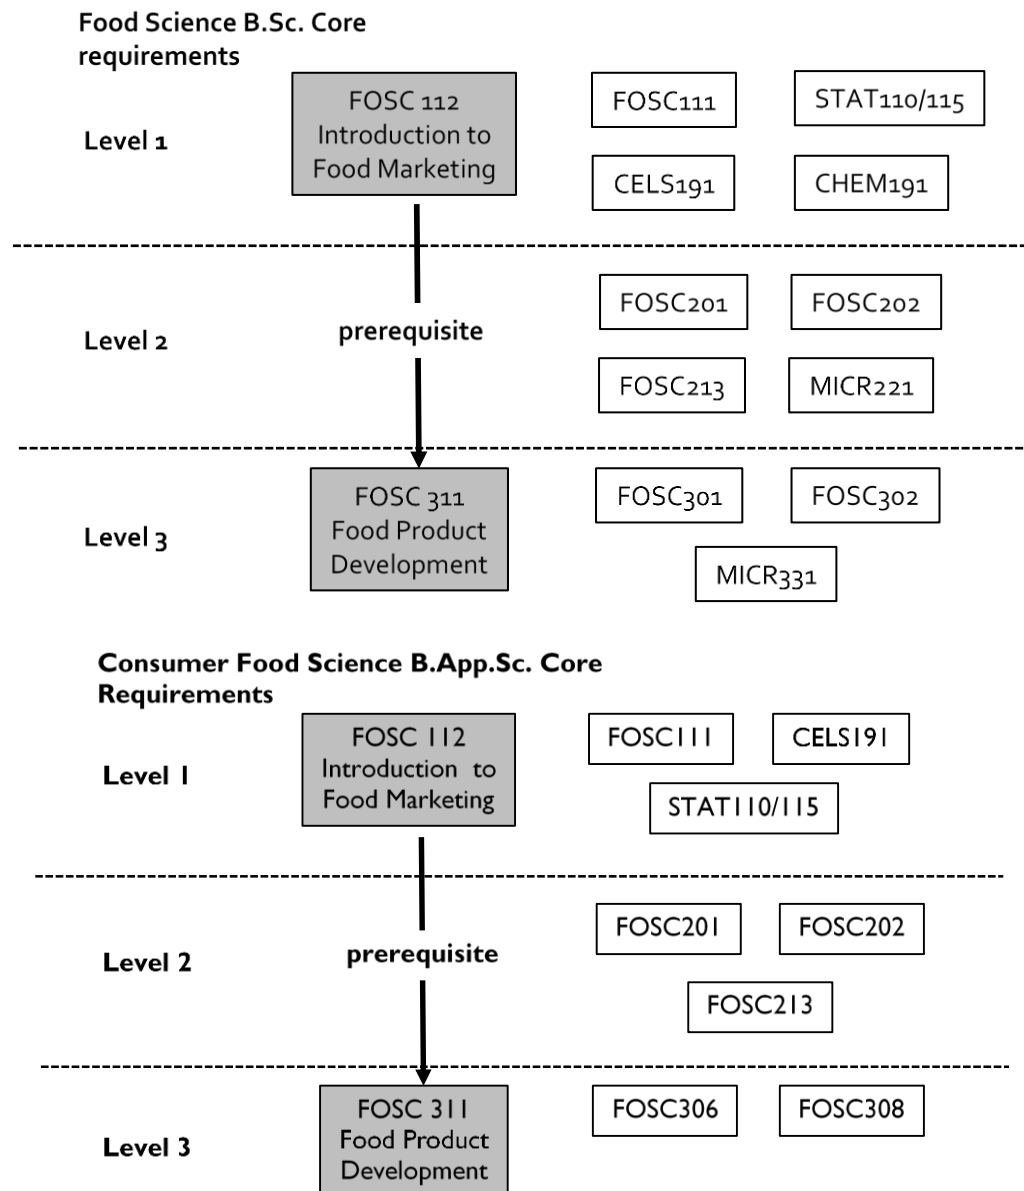 Food Science B.Sc. Core
requirements
Level 1
FOSC 112
Introduction to
Food Marketing
FOSC111
STAT110/115
CELS191
CHEM191
Level 2
prerequisite
FOSC201
FOSC202
FOSC213
MICR221
Level 3
FOSC 311
Food Product
Development
FOSC301
FOSC302
MICR331
Consumer Food Science B.App.Sc. Core
Requirements
Level 1
FOSC 112
Introduction to
Food Marketing
FOSC111
CELS191
STAT110/115
Level 2
prerequisite
FOSC201
FOSC202
FOSC213
Level 3
FOSC 311
Food Product
Development
FOSC306
FOSC308